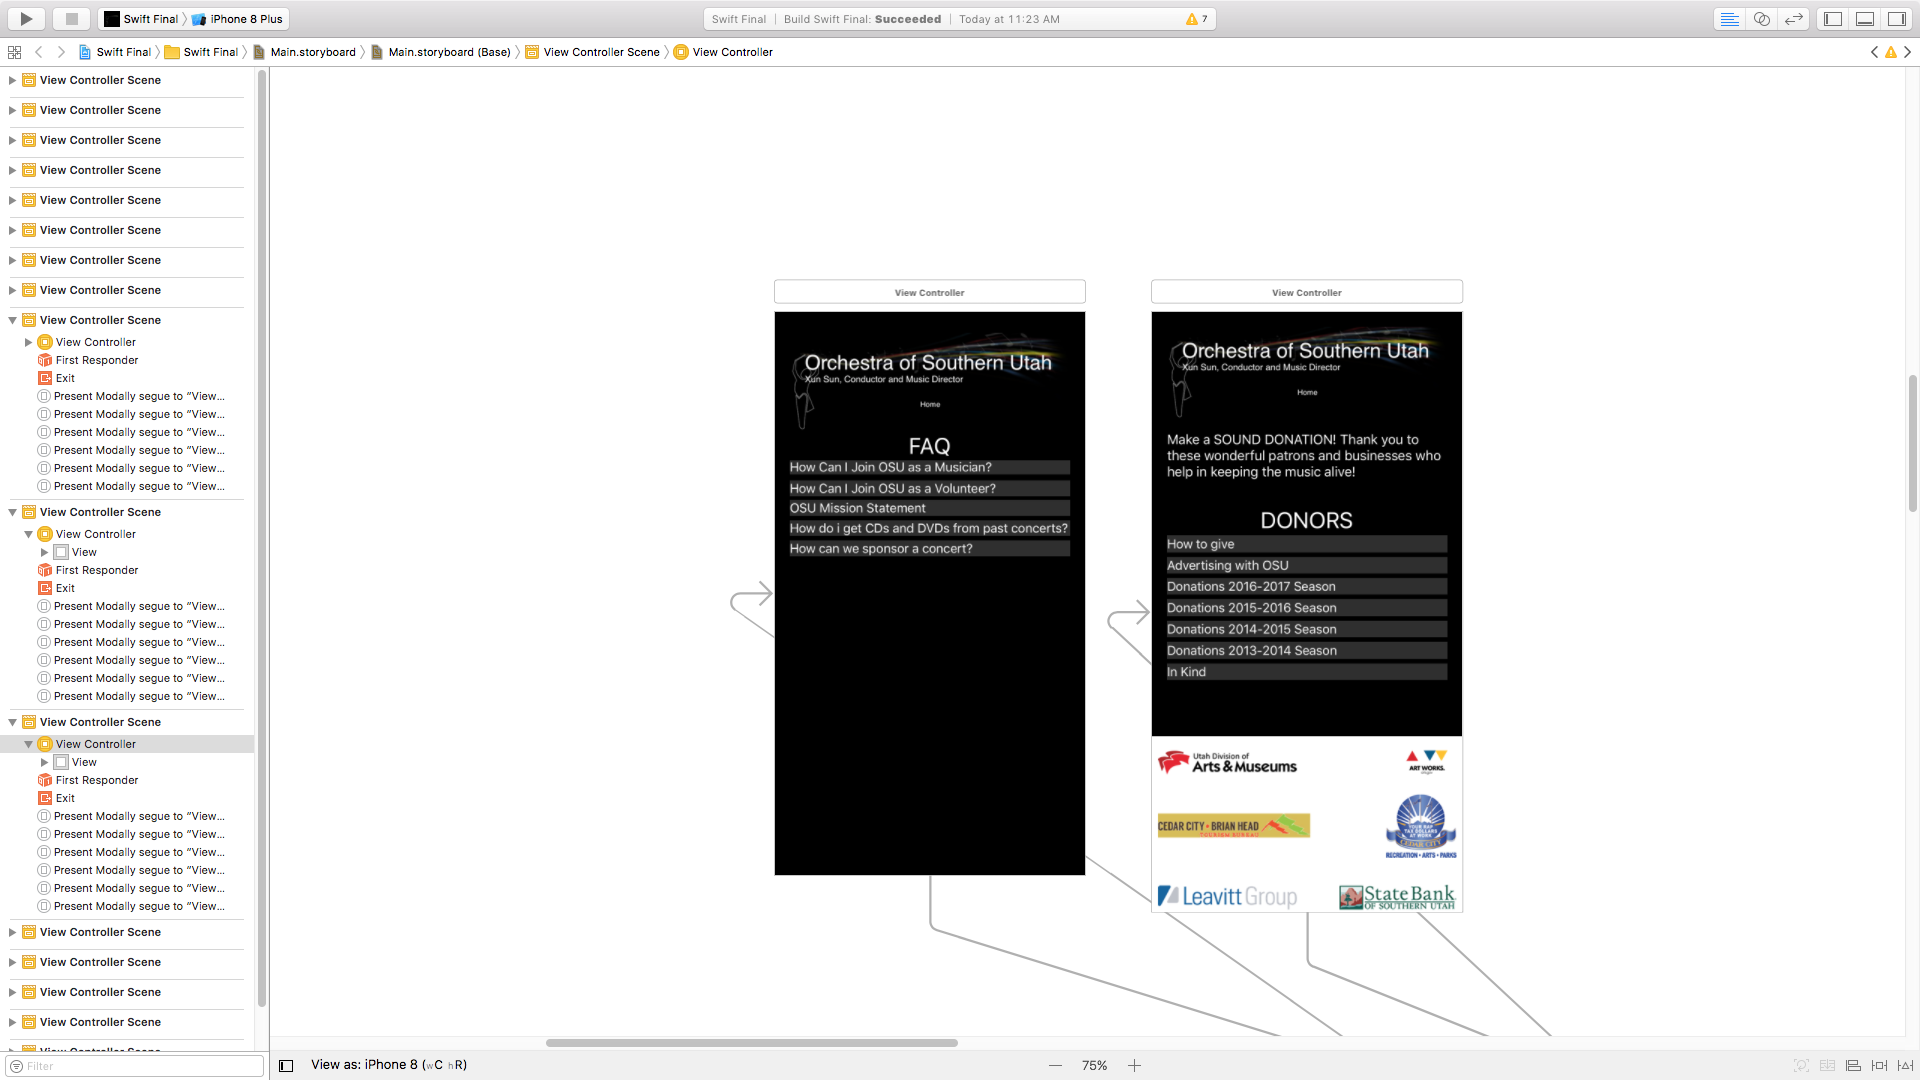 Swift Final iPhone 8 Plus
Swift Final Build Swift Final: Succeeded Today at 11:23 AM 7
Swift Final Swift Final Main.storyboard Main.storyboard (Base) View Controller Scene View Controller
View Controller Scene
View Controller Scene
View Controller Scene
View Controller Scene
View Controller Scene
View Controller Scene
View Controller Scene
View Controller Scene
View Controller Scene
View Controller
First Responder
Exit
Present Modally segue to "View...
Present Modally segue to "View...
Present Modally segue to "View...
Present Modally segue to "View...
Present Modally segue to "View...
Present Modally segue to "View...
View Controller Scene
View Controller
View
First Responder
Exit
Present Modally segue to "View...
Present Modally segue to "View...
Present Modally segue to "View...
Present Modally segue to "View...
Present Modally segue to "View...
Present Modally segue to "View...
View Controller Scene
View Controller
View
First Responder
Exit
Present Modally segue to "View...
Present Modally segue to "View...
Present Modally segue to "View...
Present Modally segue to "View...
Present Modally segue to "View...
Present Modally segue to "View...
View Controller Scene
View Controller Scene
View Controller Scene
View Controller Scene
View Controller Scene
Filter
View Controller
Orchestra of Southern Utah
Xun Sun, Conductor and Music Director
Home
FAQ
How Can I Join OSU as a Musician?
How Can I Join OSU as a Volunteer?
OSU Mission Statement
How do i get CDs and DVDs from past concerts?
How can we sponsor a concert?
View Controller
Orchestra of Southern Utah
Xun Sun, Conductor and Music Director
Home
Make a SOUND DONATION! Thank you to
these wonderful patrons and businesses who
help in keeping the music alive!
DONORS
How to give
Advertising with OSU
Donations 2016-2017 Season
Donations 2015-2016 Season
Donations 2014-2015 Season
Donations 2013-2014 Season
In Kind
Utah Division of
Arts & Museums
ART WORKS.
CEDAR CITY • BRIAN HEAD
TOURISM BUREAU
YOUR RAP
TAX DOLLARS
AT WORK
CEDAR CITY
RECREATION • ARTS • PARKS
Leavitt Group
State Bank
OF SOUTHERN UTAH
View as: iPhone 8 (wC hR)
75%